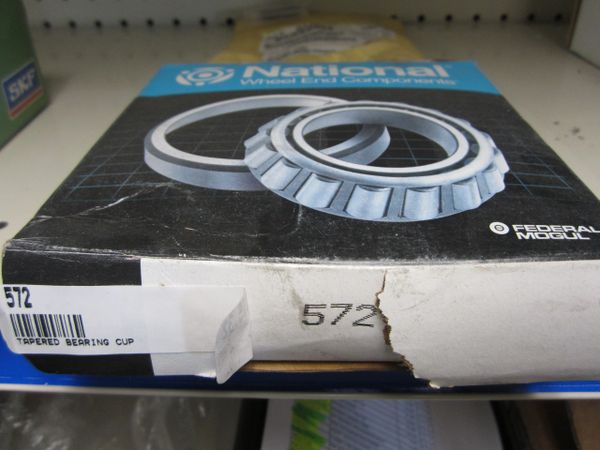 SKF
National
Wheel End Components
FEDERAL
MOGUL
572
TAPERED BEARING CUP
572